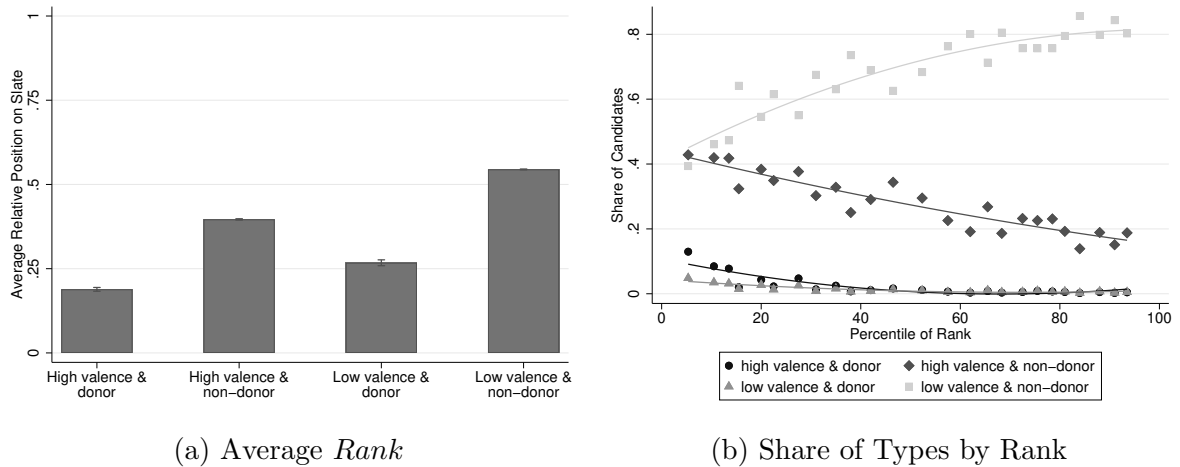 Average Relative Position on Slate
1
.75
.5
.25
0
High valence &
donor
High valence &
non-donor
Low valence &
donor
Low valence &
non-donor
(a) Average Rank
Share of Candidates
.8
.6
.4
.2
0
0 20 40 60 80 100
Percentile of Rank
high valence & donor
high valence & non-donor
low valence & donor
low valence & non-donor
(b) Share of Types by Rank